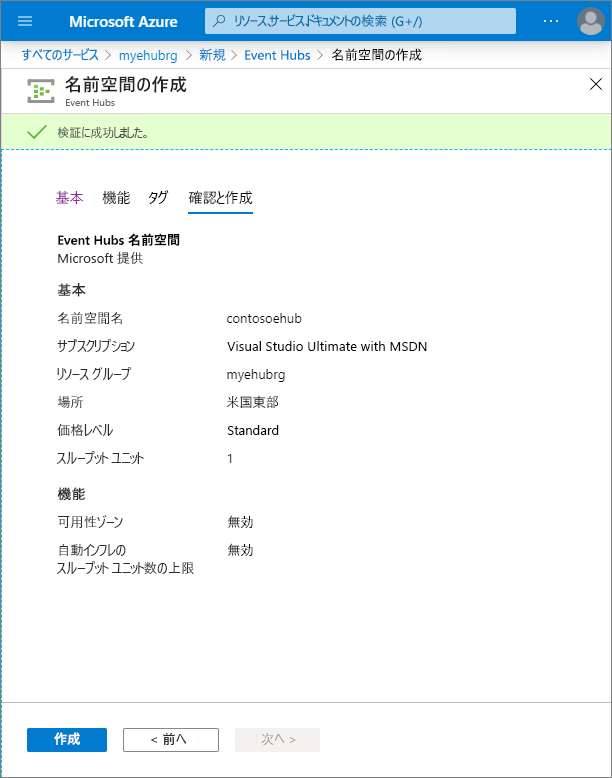 Microsoft Azure
リソース、サービス、ドキュメントの検索 (G+/)
すべてのサービス > myehubrg > 新規 > Event Hubs > 名前空間の作成
名前空間の作成
Event Hubs
検証に成功しました。
基本 機能 タグ 確認と作成
Event Hubs 名前空間
Microsoft 提供
基本
名前空間名 contosoehub
サブスクリプション Visual Studio Ultimate with MSDN
リソース グループ myehubrg
場所 米国東部
価格レベル Standard
スループット ユニット 1
機能
可用性ゾーン 無効
自動インフレの 無効
スループット ユニット数の上限
作成 < 前へ 次へ >